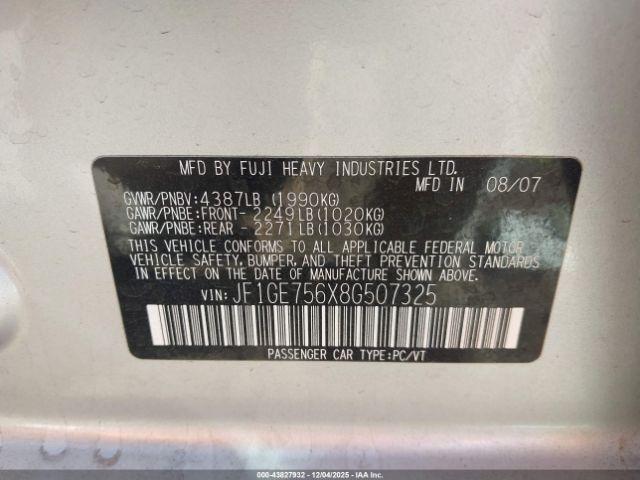 MFD BY FUJI HEAVY INDUSTRIES LTD.
MFD IN 08/07
GVWR/PNBV:4387LB (1990KG)
GAWR/PNBE:FRONT- 2249LB(1020KG)
GAWR/PNBE:REAR - 2271LB(1030KG)
THIS VEHICLE CONFORMS TO ALL APPLICABLE FEDERAL MOTOR
VEHICLE SAFETY, BUMPER, AND THEFT PREVENTION STANDARDS
IN EFFECT ON THE DATE OF MANUFACTURE SHOWN ABOVE.
VIN: JF1GE756X8G507325
PASSENGER CAR TYPE:PC/VT
000-43827932 - 12/04/2025 - COPYRIGHT IAA, LLC